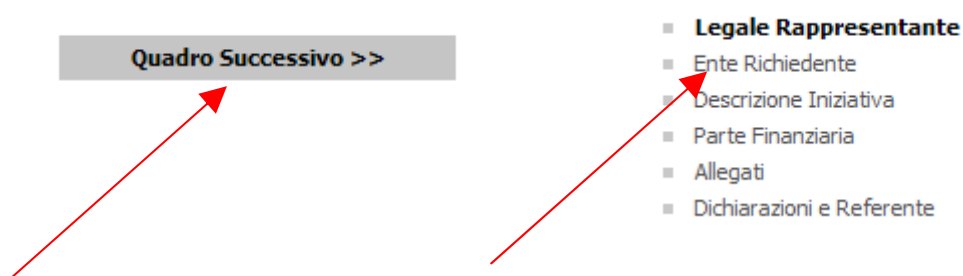 Quadro Successivo >>
Legale Rappresentante
Ente Richiedente
Descrizione Iniziativa
Parte Finanziaria
Allegati
Dichiarazioni e Referente